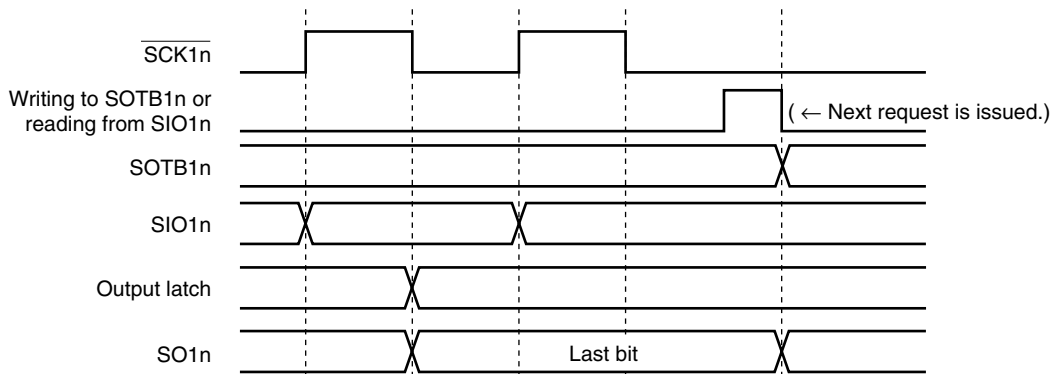 SCK1n
Writing to SOTB1n or
reading from SIO1n
( ← Next request is issued.)
SOTB1n
SIO1n
Output latch
SO1n
Last bit